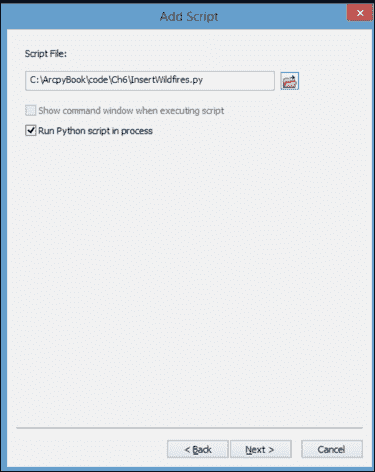 Add Script
Script File:
C:\ArcpyBook\code\Ch6\InsertWildfires.py
Show command window when executing script
Run Python script in process
< Back
Next >
Cancel